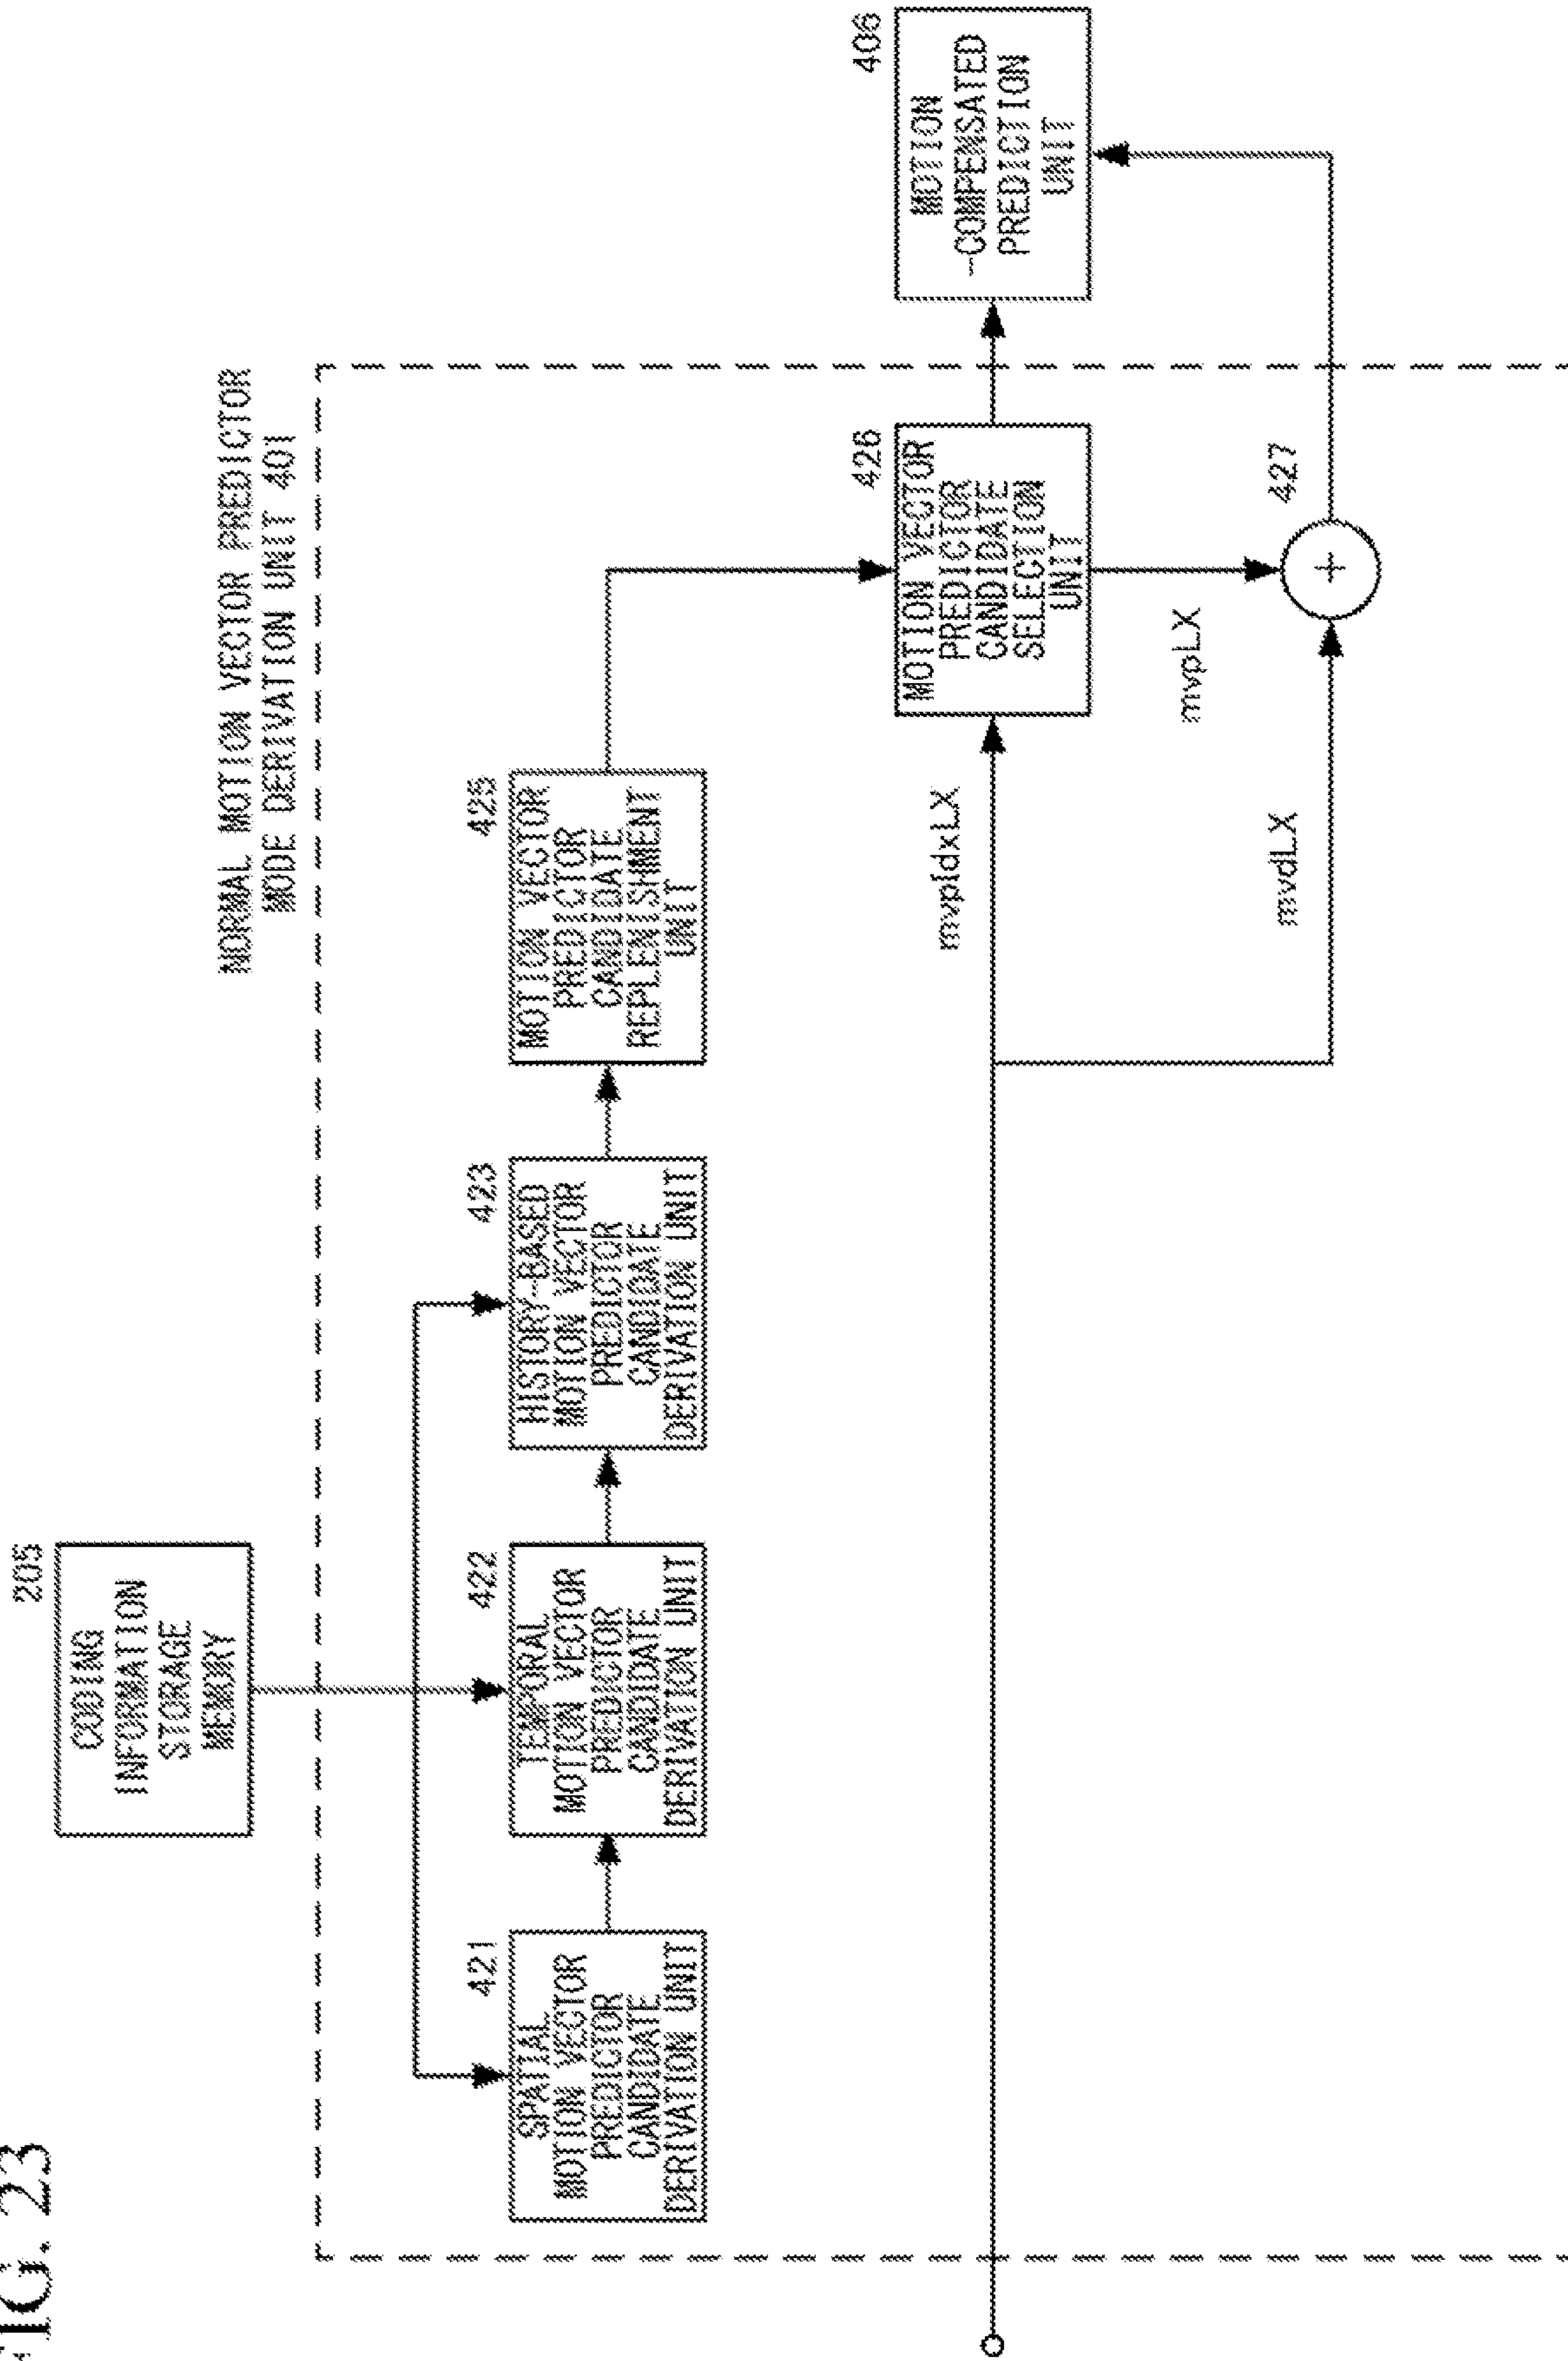 FIG. 23
NORMAL MOTION VECTOR PREDICTOR
MODE DERIVATION UNIT 401
205
CODING
INFORMATION
STORAGE
MEMORY
421
SPATIAL
MOTION VECTOR
PREDICTOR
CANDIDATE
DERIVATION UNIT
422
TEMPORAL
MOTION VECTOR
PREDICTOR
CANDIDATE
DERIVATION UNIT
423
HISTORY-BASED
MOTION VECTOR
PREDICTOR
CANDIDATE
DERIVATION UNIT
425
MOTION VECTOR
PREDICTOR
CANDIDATE
REPLENISHMENT
UNIT
426
MOTION VECTOR
PREDICTOR
CANDIDATE
SELECTION
UNIT
406
MOTION
-COMPENSATED
PREDICTION
UNIT
mvpIdxLX
mvpLX
mvdLX
427
+